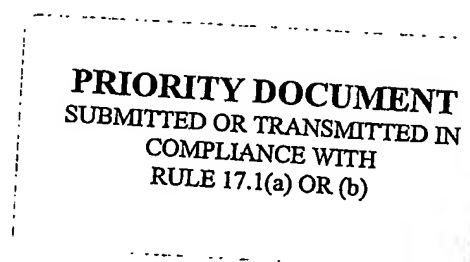 PRIORITY DOCUMENT
SUBMITTED OR TRANSMITTED IN
COMPLIANCE WITH
RULE 17.1(a) OR (b)